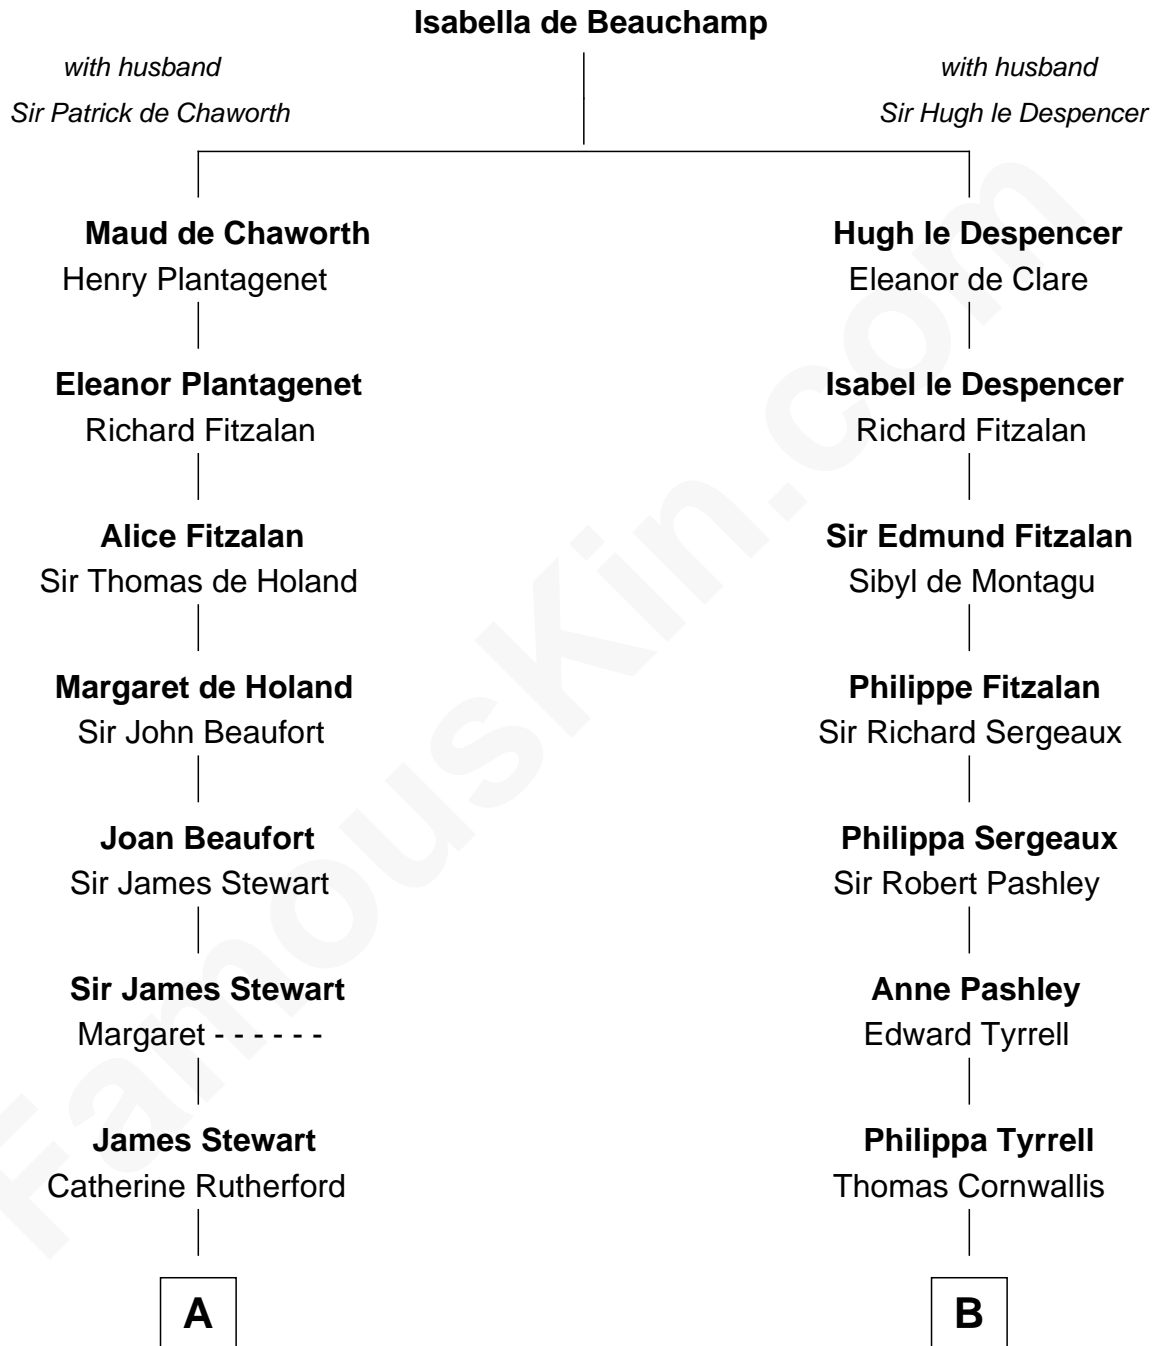 Isabella de Beauchamp
with husband
Sir Patrick de Chaworth
with husband
Sir Hugh le Despencer
Maud de Chaworth
Henry Plantagenet
Hugh le Despencer
Eleanor de Clare
Eleanor Plantagenet
Richard Fitzalan
Isabel le Despencer
Richard Fitzalan
Alice Fitzalan
Sir Thomas de Holand
Sir Edmund Fitzalan
Sibyl de Montagu
Margaret de Holand
Sir John Beaufort
Philippe Fitzalan
Sir Richard Sergeaux
Joan Beaufort
Sir James Stewart
Philippa Sergeaux
Sir Robert Pashley
Sir James Stewart
Margaret - - - - - -
Anne Pashley
Edward Tyrrell
James Stewart
Catherine Rutherford
Philippa Tyrrell
Thomas Cornwallis
A
B
FamousKin.com